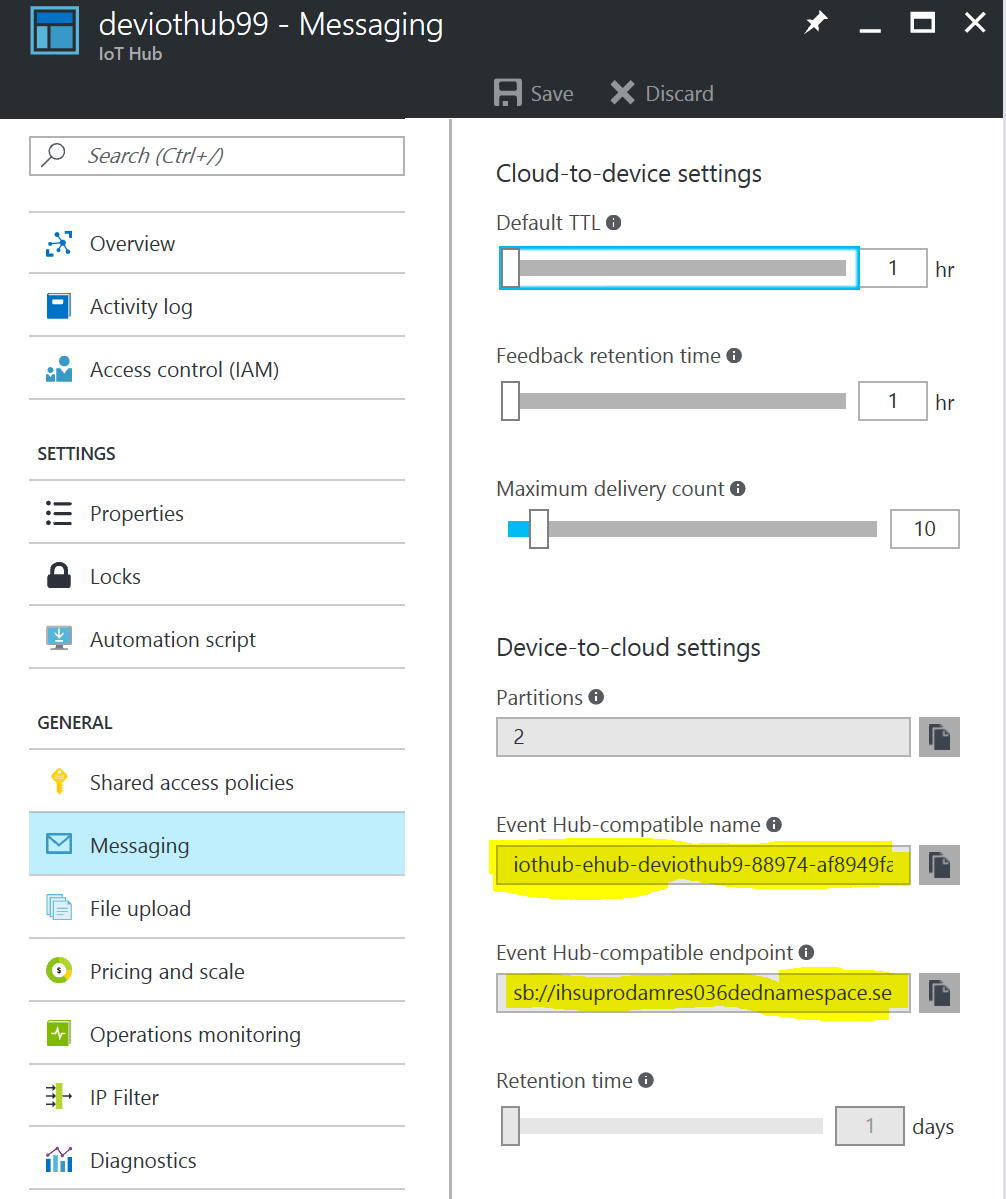 deviothub99 - Messaging
IoT Hub
Save
Discard
Search (Ctrl+/)
Overview
Activity log
Access control (IAM)
SETTINGS
Properties
Locks
Automation script
GENERAL
Shared access policies
Messaging
File upload
Pricing and scale
Operations monitoring
IP Filter
Diagnostics
Cloud-to-device settings
Default TTL
1 hr
Feedback retention time
1 hr
Maximum delivery count
10
Device-to-cloud settings
Partitions
2
Event Hub-compatible name
iothub-ehub-deviothub9-88974-af8949fa
Event Hub-compatible endpoint
sb://ihsuprodamres036dednamespace.se
Retention time
1 days